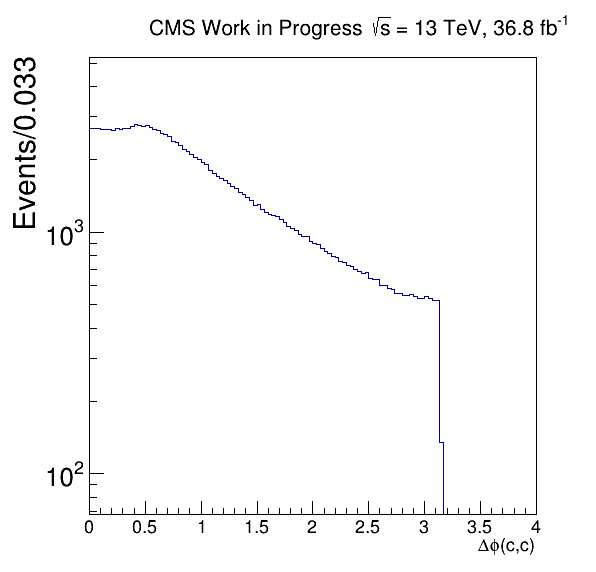 CMS Work in Progress √s = 13 TeV, 36.8 fb⁻¹
Events/0.033
10³
10²
0 0.5 1 1.5 2 2.5 3 3.5 4
Δϕ(c,c)